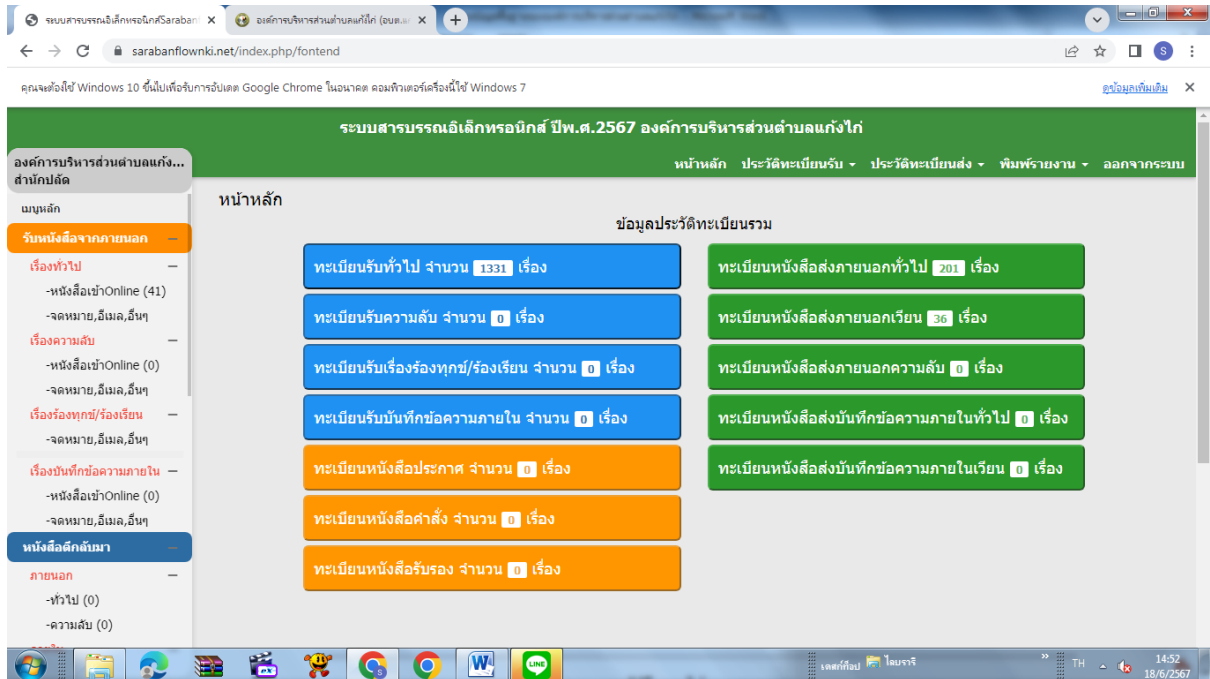 ระบบสารบรรณอิเล็กทรอนิกส์Saraban
องค์การบริหารส่วนตำบลแก้งไก่ (อบต.แ
sarabanflownki.net/index.php/fontend
S
คุณจะต้องใช้ Windows 10 ขึ้นไปเพื่อรับการอัปเดต Google Chrome ในอนาคต คอมพิวเตอร์เครื่องนี้ใช้ Windows 7
ดูข้อมูลเพิ่มเติม
ระบบสารบรรณอิเล็กทรอนิกส์ ปีพ.ศ.2567 องค์การบริหารส่วนตำบลแก้งไก่
หน้าหลัก ประวัติทะเบียนรับ ประวัติทะเบียนส่ง พิมพ์รายงาน ออกจากระบบ
องค์การบริหารส่วนตำบลแก้ง...
สำนักปลัด
เมนูหลัก
รับหนังสือจากภายนอก
เรื่องทั่วไป
-หนังสือเข้าOnline (41)
-จดหมาย,อีเมล,อื่นๆ
เรื่องความลับ
-หนังสือเข้าOnline (0)
-จดหมาย,อีเมล,อื่นๆ
เรื่องร้องทุกข์/ร้องเรียน
-จดหมาย,อีเมล,อื่นๆ
เรื่องบันทึกข้อความภายใน
-หนังสือเข้าOnline (0)
-จดหมาย,อีเมล,อื่นๆ
หนังสือตีกลับมา
ภายนอก
-ทั่วไป (0)
-ความลับ (0)
หน้าหลัก
ข้อมูลประวัติทะเบียนรวม
ทะเบียนรับทั่วไป จำนวน 1331 เรื่อง
ทะเบียนรับความลับ จำนวน 0 เรื่อง
ทะเบียนรับเรื่องร้องทุกข์/ร้องเรียน จำนวน 0 เรื่อง
ทะเบียนรับบันทึกข้อความภายใน จำนวน 0 เรื่อง
ทะเบียนหนังสือประกาศ จำนวน 0 เรื่อง
ทะเบียนหนังสือคำสั่ง จำนวน 0 เรื่อง
ทะเบียนหนังสือรับรอง จำนวน 0 เรื่อง
ทะเบียนหนังสือส่งภายนอกทั่วไป 201 เรื่อง
ทะเบียนหนังสือส่งภายนอกเวียน 36 เรื่อง
ทะเบียนหนังสือส่งภายนอกความลับ 0 เรื่อง
ทะเบียนหนังสือส่งบันทึกข้อความภายในทั่วไป 0 เรื่อง
ทะเบียนหนังสือส่งบันทึกข้อความภายในเวียน 0 เรื่อง
LINE
เดสก์ท็อป ไลบรารี
TH
14:52
18/6/2567